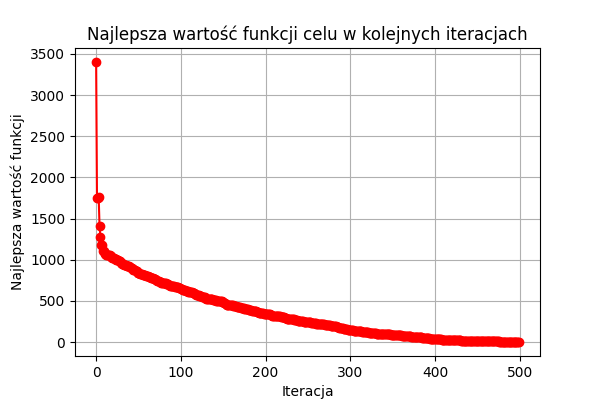 Najlepsza wartość funkcji celu w kolejnych iteracjach
3500
3000
2500
2000
1500
1000
500
0
Najlepsza wartość funkcji
0 100 200 300 400 500
Iteracja